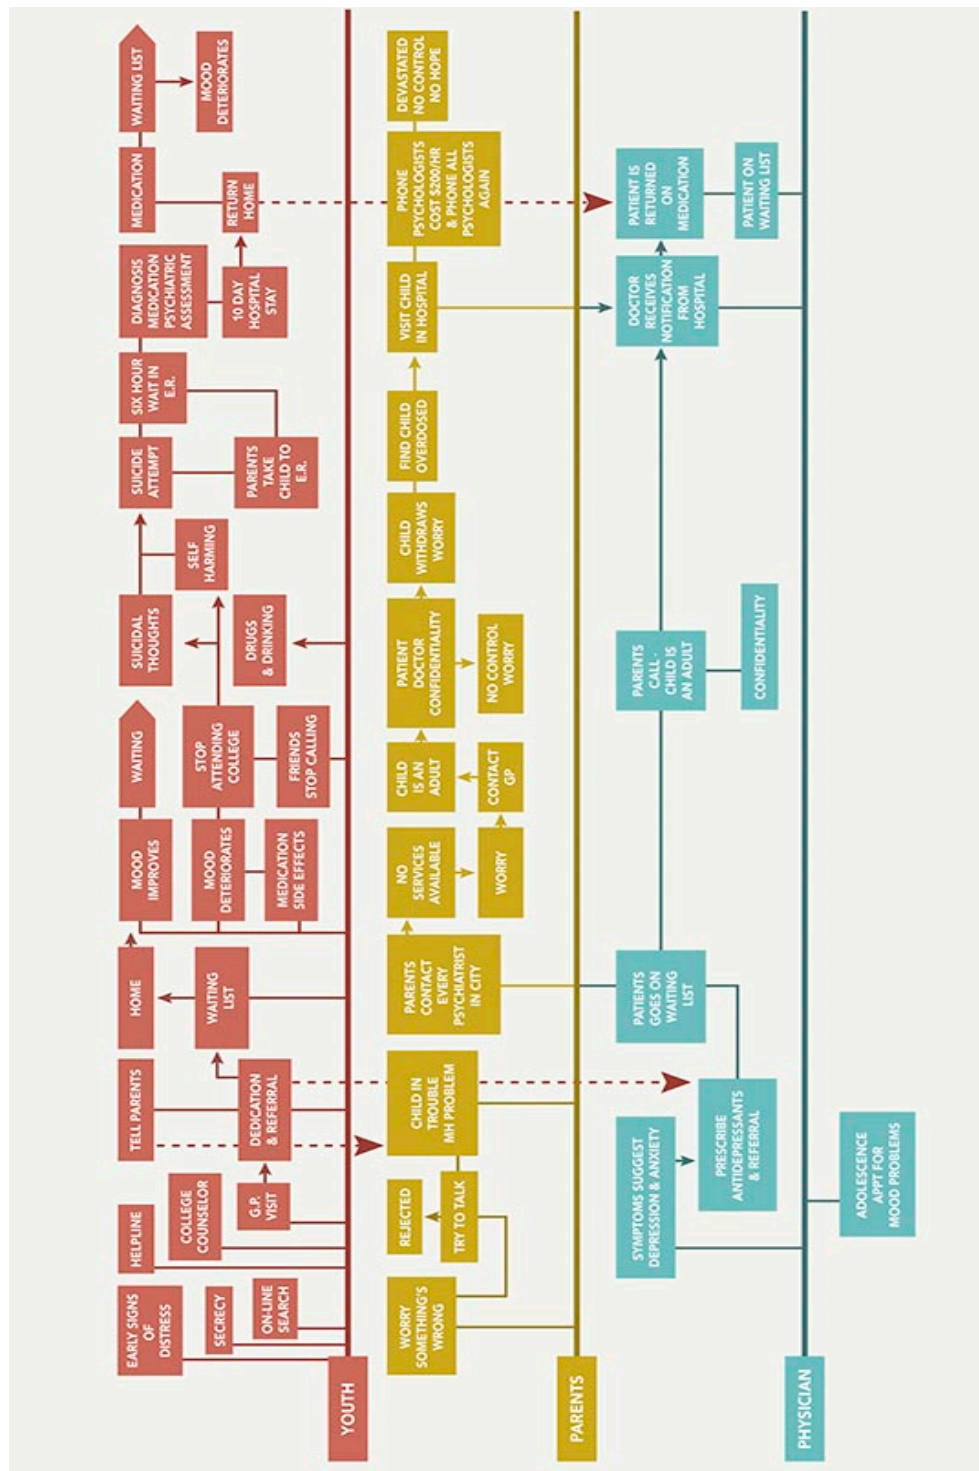 YOUTH
EARLY SIGNS
OF
DISTRESS
SECRECY
ON-LINE
SEARCH
HELPLINE
COLLEGE
COUNSELOR
G.P.
VISIT
TELL PARENTS
DEDICATION
& REFERRAL
WAITING
LIST
HOME
MOOD
IMPROVES
WAITING
MOOD
DETERIORATES
MEDICATION
SIDE EFFECTS
STOP
ATTENDING
COLLEGE
FRIENDS
STOP CALLING
SUICIDAL
THOUGHTS
DRUGS
& DRINKING
SELF
HARMING
SUICIDE
ATTEMPT
PARENTS
TAKE
CHILD TO
E.R.
SIX HOUR
WAIT IN
E.R.
DIAGNOSIS
MEDICATION
PSYCHIATRIC
ASSESSMENT
10 DAY
HOSPITAL
STAY
MEDICATION
RETURN
HOME
WAITING LIST
MOOD
DETERIORATES
PARENTS
WORRY
SOMETHING'S
WRONG
REJECTED
TRY TO TALK
CHILD IN
TROUBLE
MH PROBLEM
PARENTS
CONTACT
EVERY
PSYCHIATRIST
IN CITY
NO
SERVICES
AVAILABLE
WORRY
CHILD
IS AN
ADULT
CONTACT
GP
PATIENT
DOCTOR
CONFIDENTIALITY
NO CONTROL
WORRY
CHILD
WITHDRAWS
WORRY
FIND CHILD
OVERDOSED
VISIT CHILD
IN HOSPITAL
PHONE
PSYCHOLOGISTS
COST $200/HR
& PHONE ALL
PSYCHOLOGISTS
AGAIN
DEVASTATED
NO CONTROL
NO HOPE
PHYSICIAN
SYMPTOMS SUGGEST
DEPRESSION & ANXIETY
ADOLESCENCE
APPT FOR
MOOD PROBLEMS
PRESCRIBE
ANTIDEPRESSANTS
& REFERRAL
PATIENTS
GOES ON
WAITING
LIST
PARENTS
CALL -
CHILD IS
AN ADULT
CONFIDENTIALITY
DOCTOR
RECEIVES
NOTIFICATION
FROM
HOSPITAL
PATIENT IS
RETURNED
ON
MEDICATION
PATIENT ON
WAITING LIST